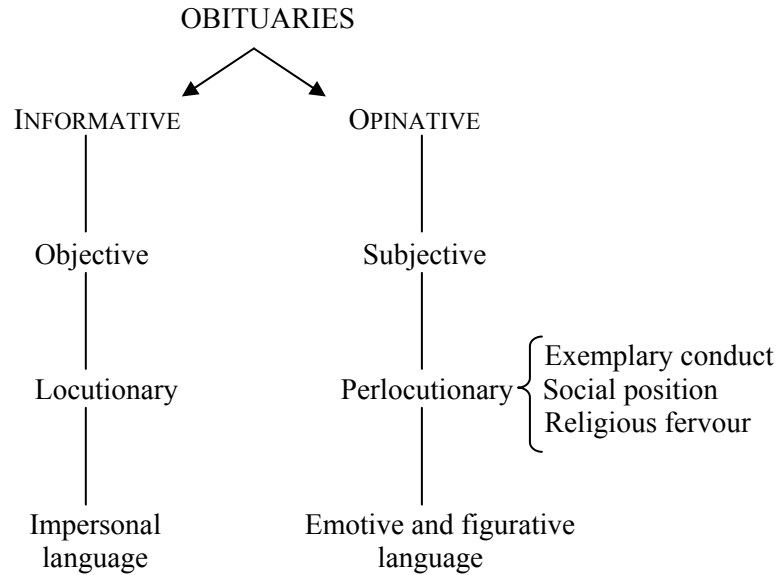 OBITUARIES
INFORMATIVE
OPINATIVE
Objective
Subjective
Locutionary
Perlocutionary
Exemplary conduct
Social position
Religious fervour
Impersonal
language
Emotive and figurative
language